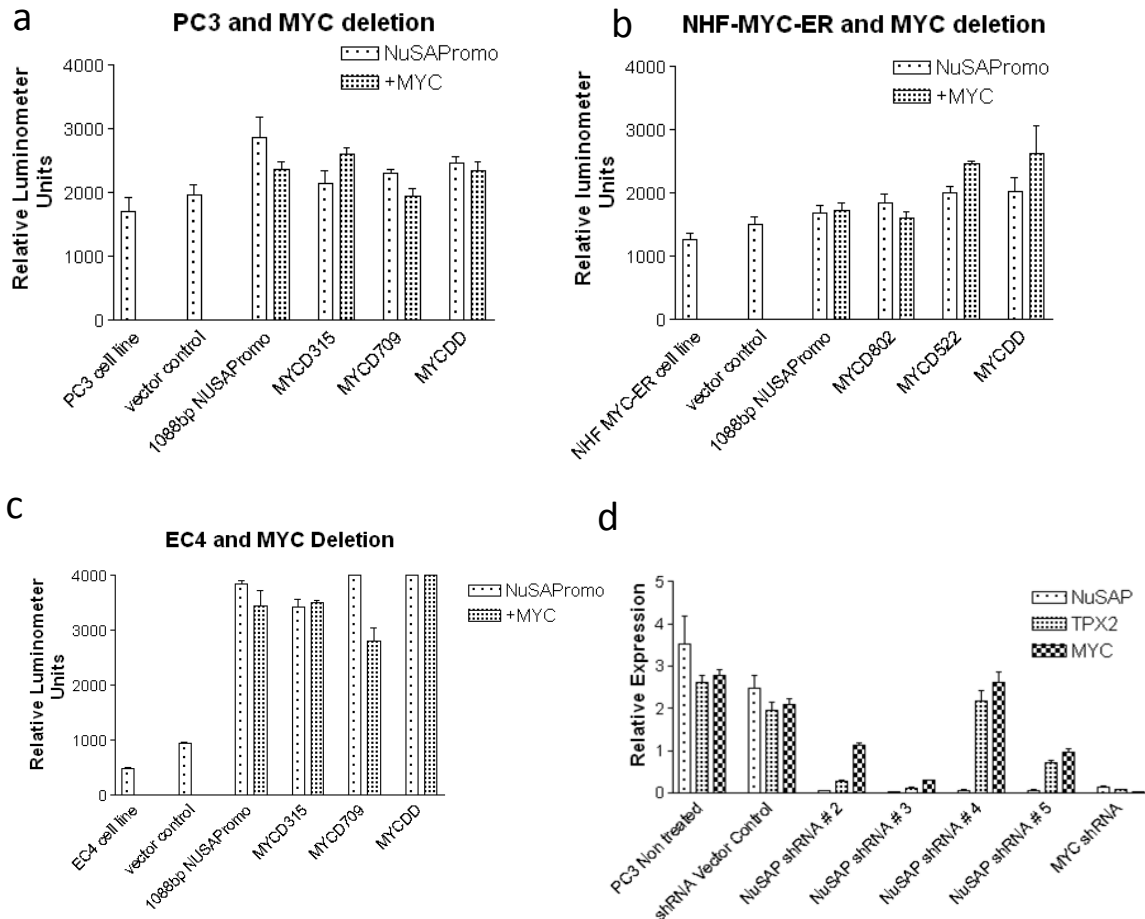 a
PC3 and MYC deletion
NuSAPromo
+MYC
Relative Luminometer
Units
4000
3000
2000
1000
0
PC3 cell line
vector control
1088bp NUSAPromo
MYCD315
MYCD709
MYCDD
b
NHF-MYC-ER and MYC deletion
NuSAPromo
+MYC
Relative luminometer
Units
4000
3000
2000
1000
0
NHF MYC-ER cell line
vector control
1088bp NUSAPromo
MYCD802
MYCD522
MYCDD
c
EC4 and MYC Deletion
NuSAPromo
+MYC
Relative Luminometer
Units
4000
3000
2000
1000
0
EC4 cell line
vector control
1088bp NUSAPromo
MYCD315
MYCD709
MYCDD
d
NuSAP
TPX2
MYC
Relative Expression
5
4
3
2
1
0
PC3 Non treated
shRNA Vector Control
NuSAP shRNA # 2
NuSAP shRNA # 3
NuSAP shRNA # 4
NuSAP shRNA # 5
MYC shRNA